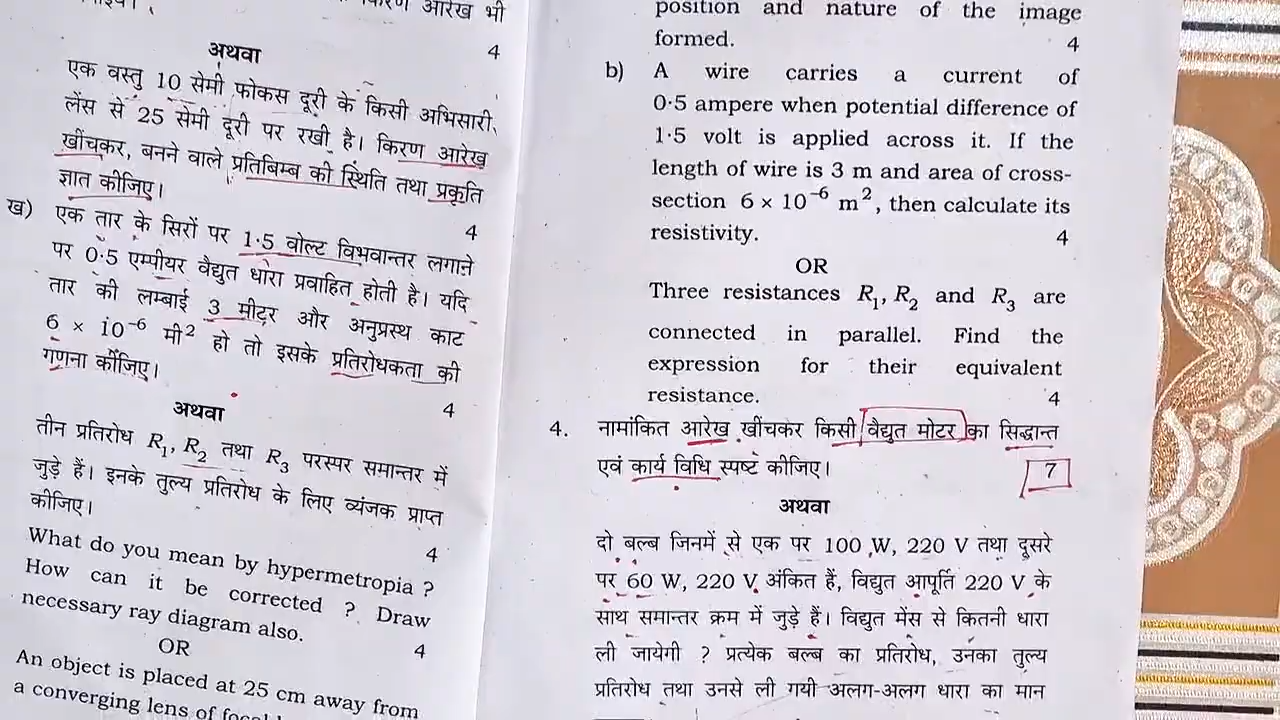 आरेख भी
4
अथवा
एक वस्तु 10 सेमी फोकस दूरी के किसी अभिसारी
लेंस से 25 सेमी दूरी पर रखी है। किरण आरेख
खींचकर, बनने वाले प्रतिबिम्ब की स्थिति तथा प्रकृति
ज्ञात कीजिए।
4
ख) एक तार के सिरों पर 1·5 वोल्ट विभवान्तर लगाने
पर 0·5 एम्पीयर वैद्युत धारा प्रवाहित होती है। यदि
तार की लम्बाई 3 मीटर और अनुप्रस्थ काट
6 × 10⁻⁶ मी² हो तो इसके प्रतिरोधकता की
गणना कीजिए।
4
अथवा
तीन प्रतिरोध R₁, R₂ तथा R₃ परस्पर समान्तर में
जुड़े हैं। इनके तुल्य प्रतिरोध के लिए व्यंजक प्राप्त
कीजिए।
4
What do you mean by hypermetropia ?
How can it be corrected ? Draw
necessary ray diagram also.
4
OR
An object is placed at 25 cm away from
a converging lens of
position and nature of the image
formed. 4
b) A wire carries a current of
0·5 ampere when potential difference of
1·5 volt is applied across it. If the
length of wire is 3 m and area of cross-
section 6 × 10⁻⁶ m², then calculate its
resistivity. 4
OR
Three resistances R₁, R₂ and R₃ are
connected in parallel. Find the
expression for their equivalent
resistance. 4
4. नामांकित आरेख खींचकर किसी वैद्युत मोटर का सिद्धान्त
एवं कार्य विधि स्पष्ट कीजिए। 7
अथवा
दो बल्ब जिनमें से एक पर 100 W, 220 V तथा दूसरे
पर 60 W, 220 V अंकित हैं, विद्युत आपूर्ति 220 V के
साथ समान्तर क्रम में जुड़े हैं। विद्युत मेंस से कितनी धारा
ली जायेगी ? प्रत्येक बल्ब का प्रतिरोध, उनका तुल्य
प्रतिरोध तथा उनसे ली गयी अलग-अलग धारा का मान